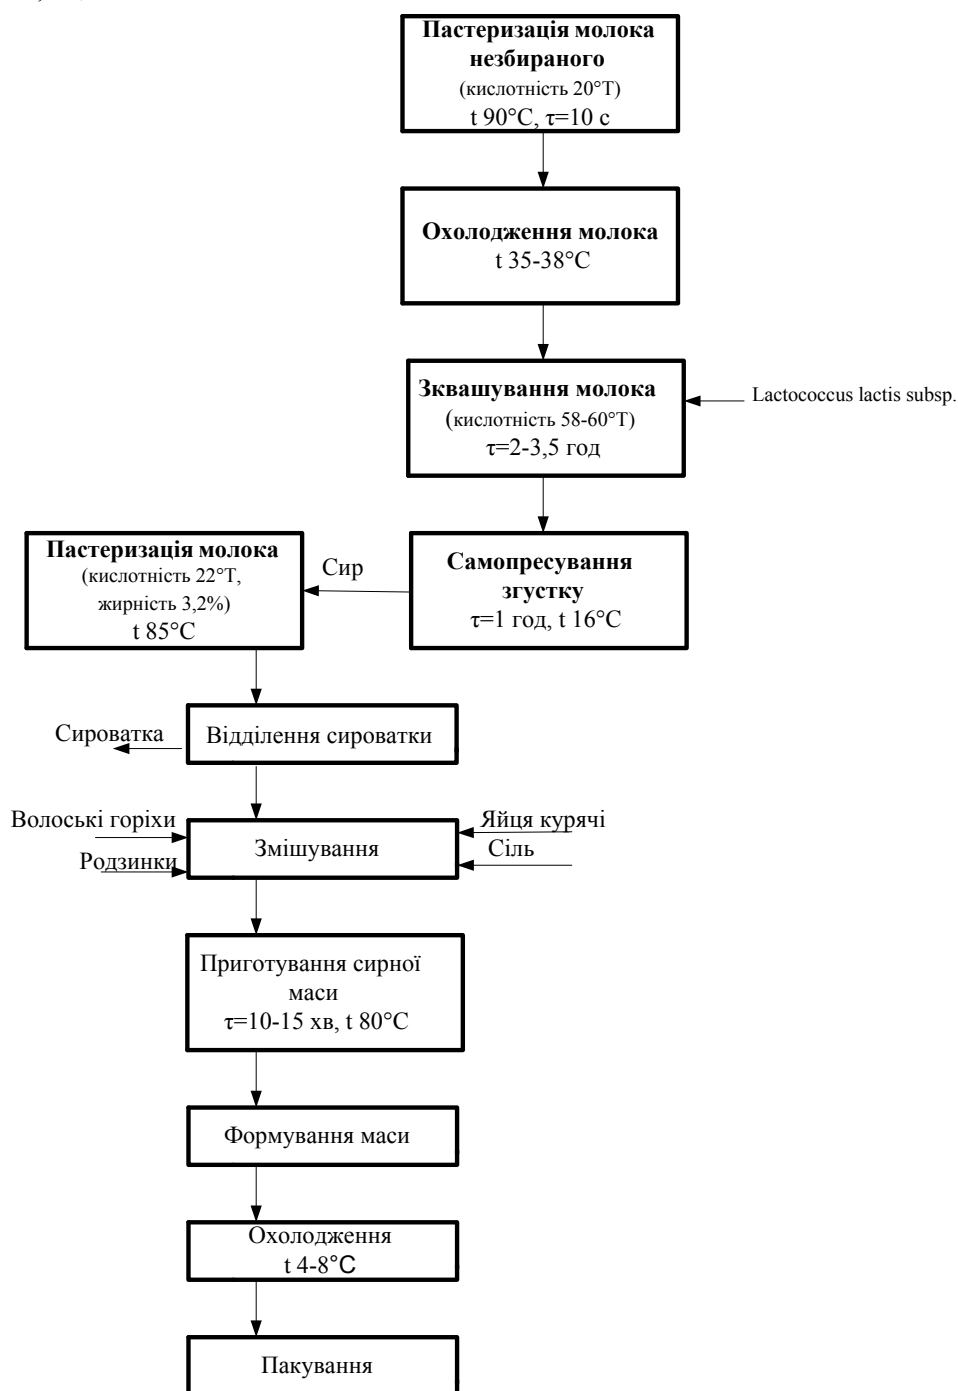 Пастеризація молока
незбираного
(кислотність 20°Т)
t 90°С, τ=10 с
Охолодження молока
t 35-38°С
Зквашування молока
(кислотність 58-60°Т)
τ=2-3,5 год
Lactococcus lactis subsp.
Самопресування
згустку
τ=1 год, t 16°С
Сир
Пастеризація молока
(кислотність 22°Т,
жирність 3,2%)
t 85°С
Відділення сироватки
Сироватка
Волоські горіхи
Родзинки
Змішування
Яйця курячі
Сіль
Приготування сирної
маси
τ=10-15 хв, t 80°С
Формування маси
Охолодження
t 4-8°С
Пакування